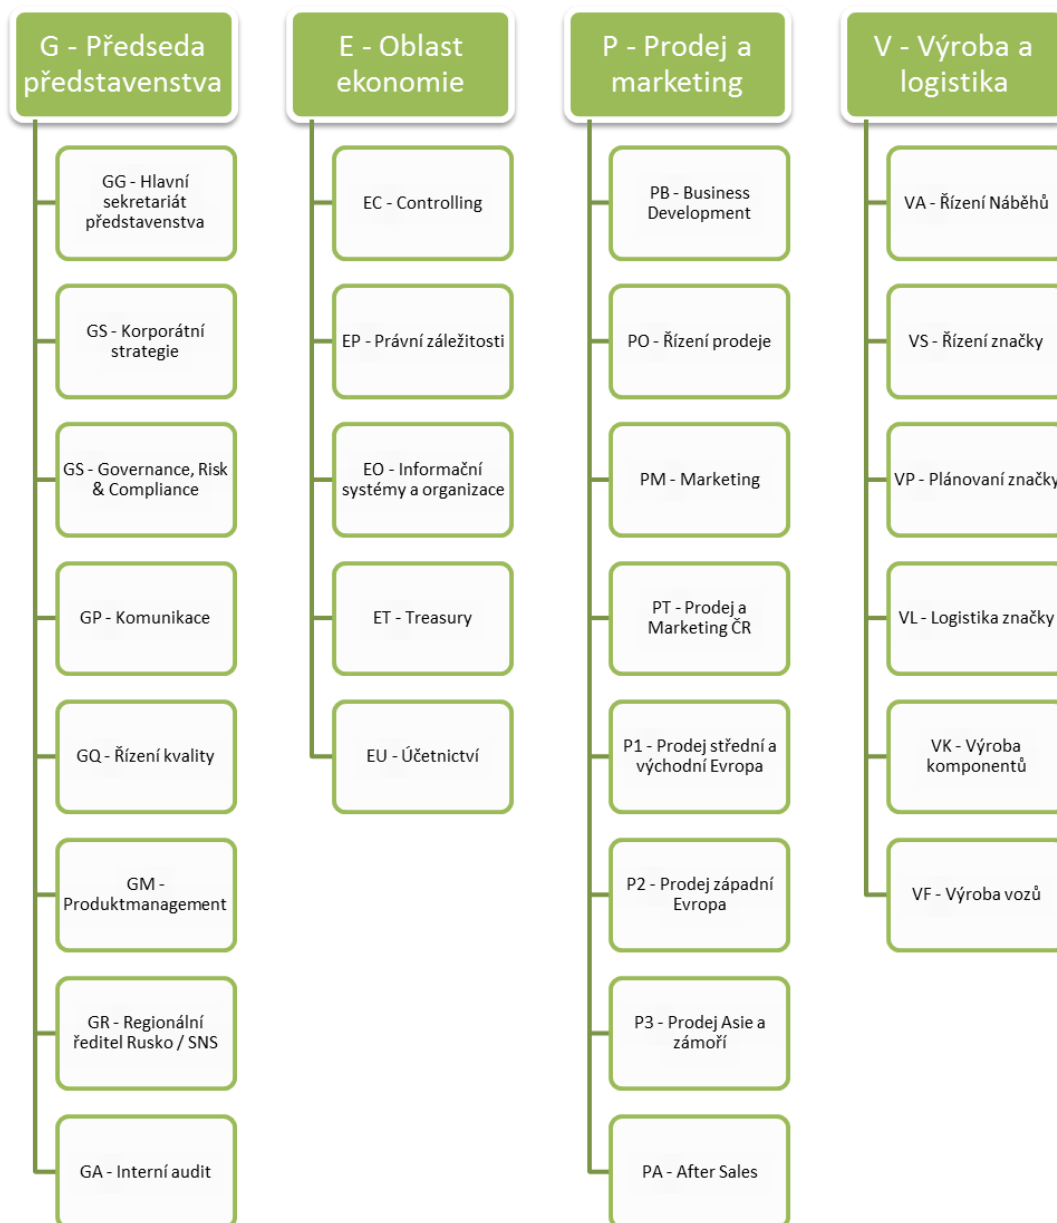 G - Předseda
představenstva
GG - Hlavní
sekretariát
představenstva
GS - Korporátní
strategie
GS - Governance, Risk
& Compliance
GP - Komunikace
GQ - Řízení kvality
GM -
Produktmanagement
GR - Regionální
ředitel Rusko / SNS
GA - Interní audit
E - Oblast
ekonomie
EC - Controlling
EP - Právní záležitosti
EO - Informační
systémy a organizace
ET - Treasury
EU - Účetnictví
P - Prodej a
marketing
PB - Business
Development
PO - Řízení prodeje
PM - Marketing
PT - Prodej a
Marketing ČR
P1 - Prodej střední a
východní Evropa
P2 - Prodej západní
Evropa
P3 - Prodej Asie a
zámoří
PA - After Sales
V - Výroba a
logistika
VA - Řízení Náběhů
VS - Řízení značky
VP - Plánovaní značky
VL - Logistika značky
VK - Výroba
komponentů
VF - Výroba vozů